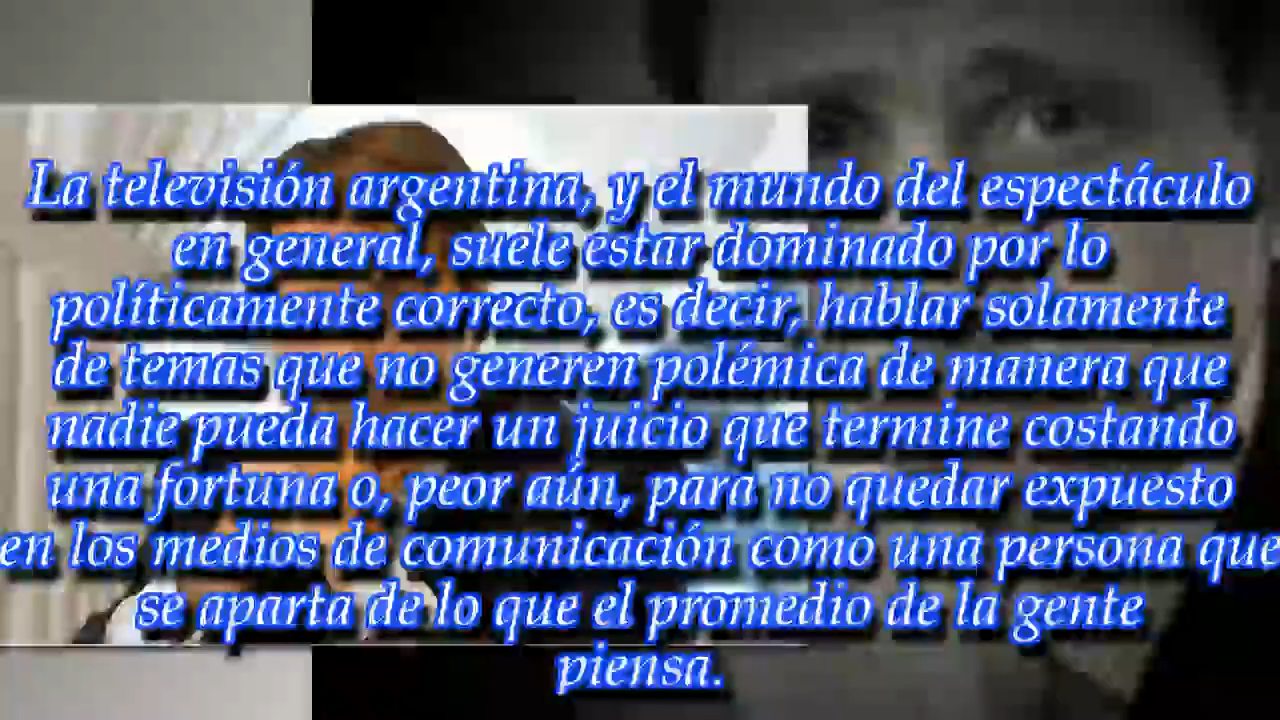 La televisión argentina, y el mundo del espectáculo
en general, suele estar dominado por lo
políticamente correcto, es decir, hablar solamente
de temas que no generen polémica de manera que
nadie pueda hacer un juicio que termine costando
una fortuna o, peor aún, para no quedar expuesto
en los medios de comunicación como una persona que
se aparta de lo que el promedio de la gente
piensa.